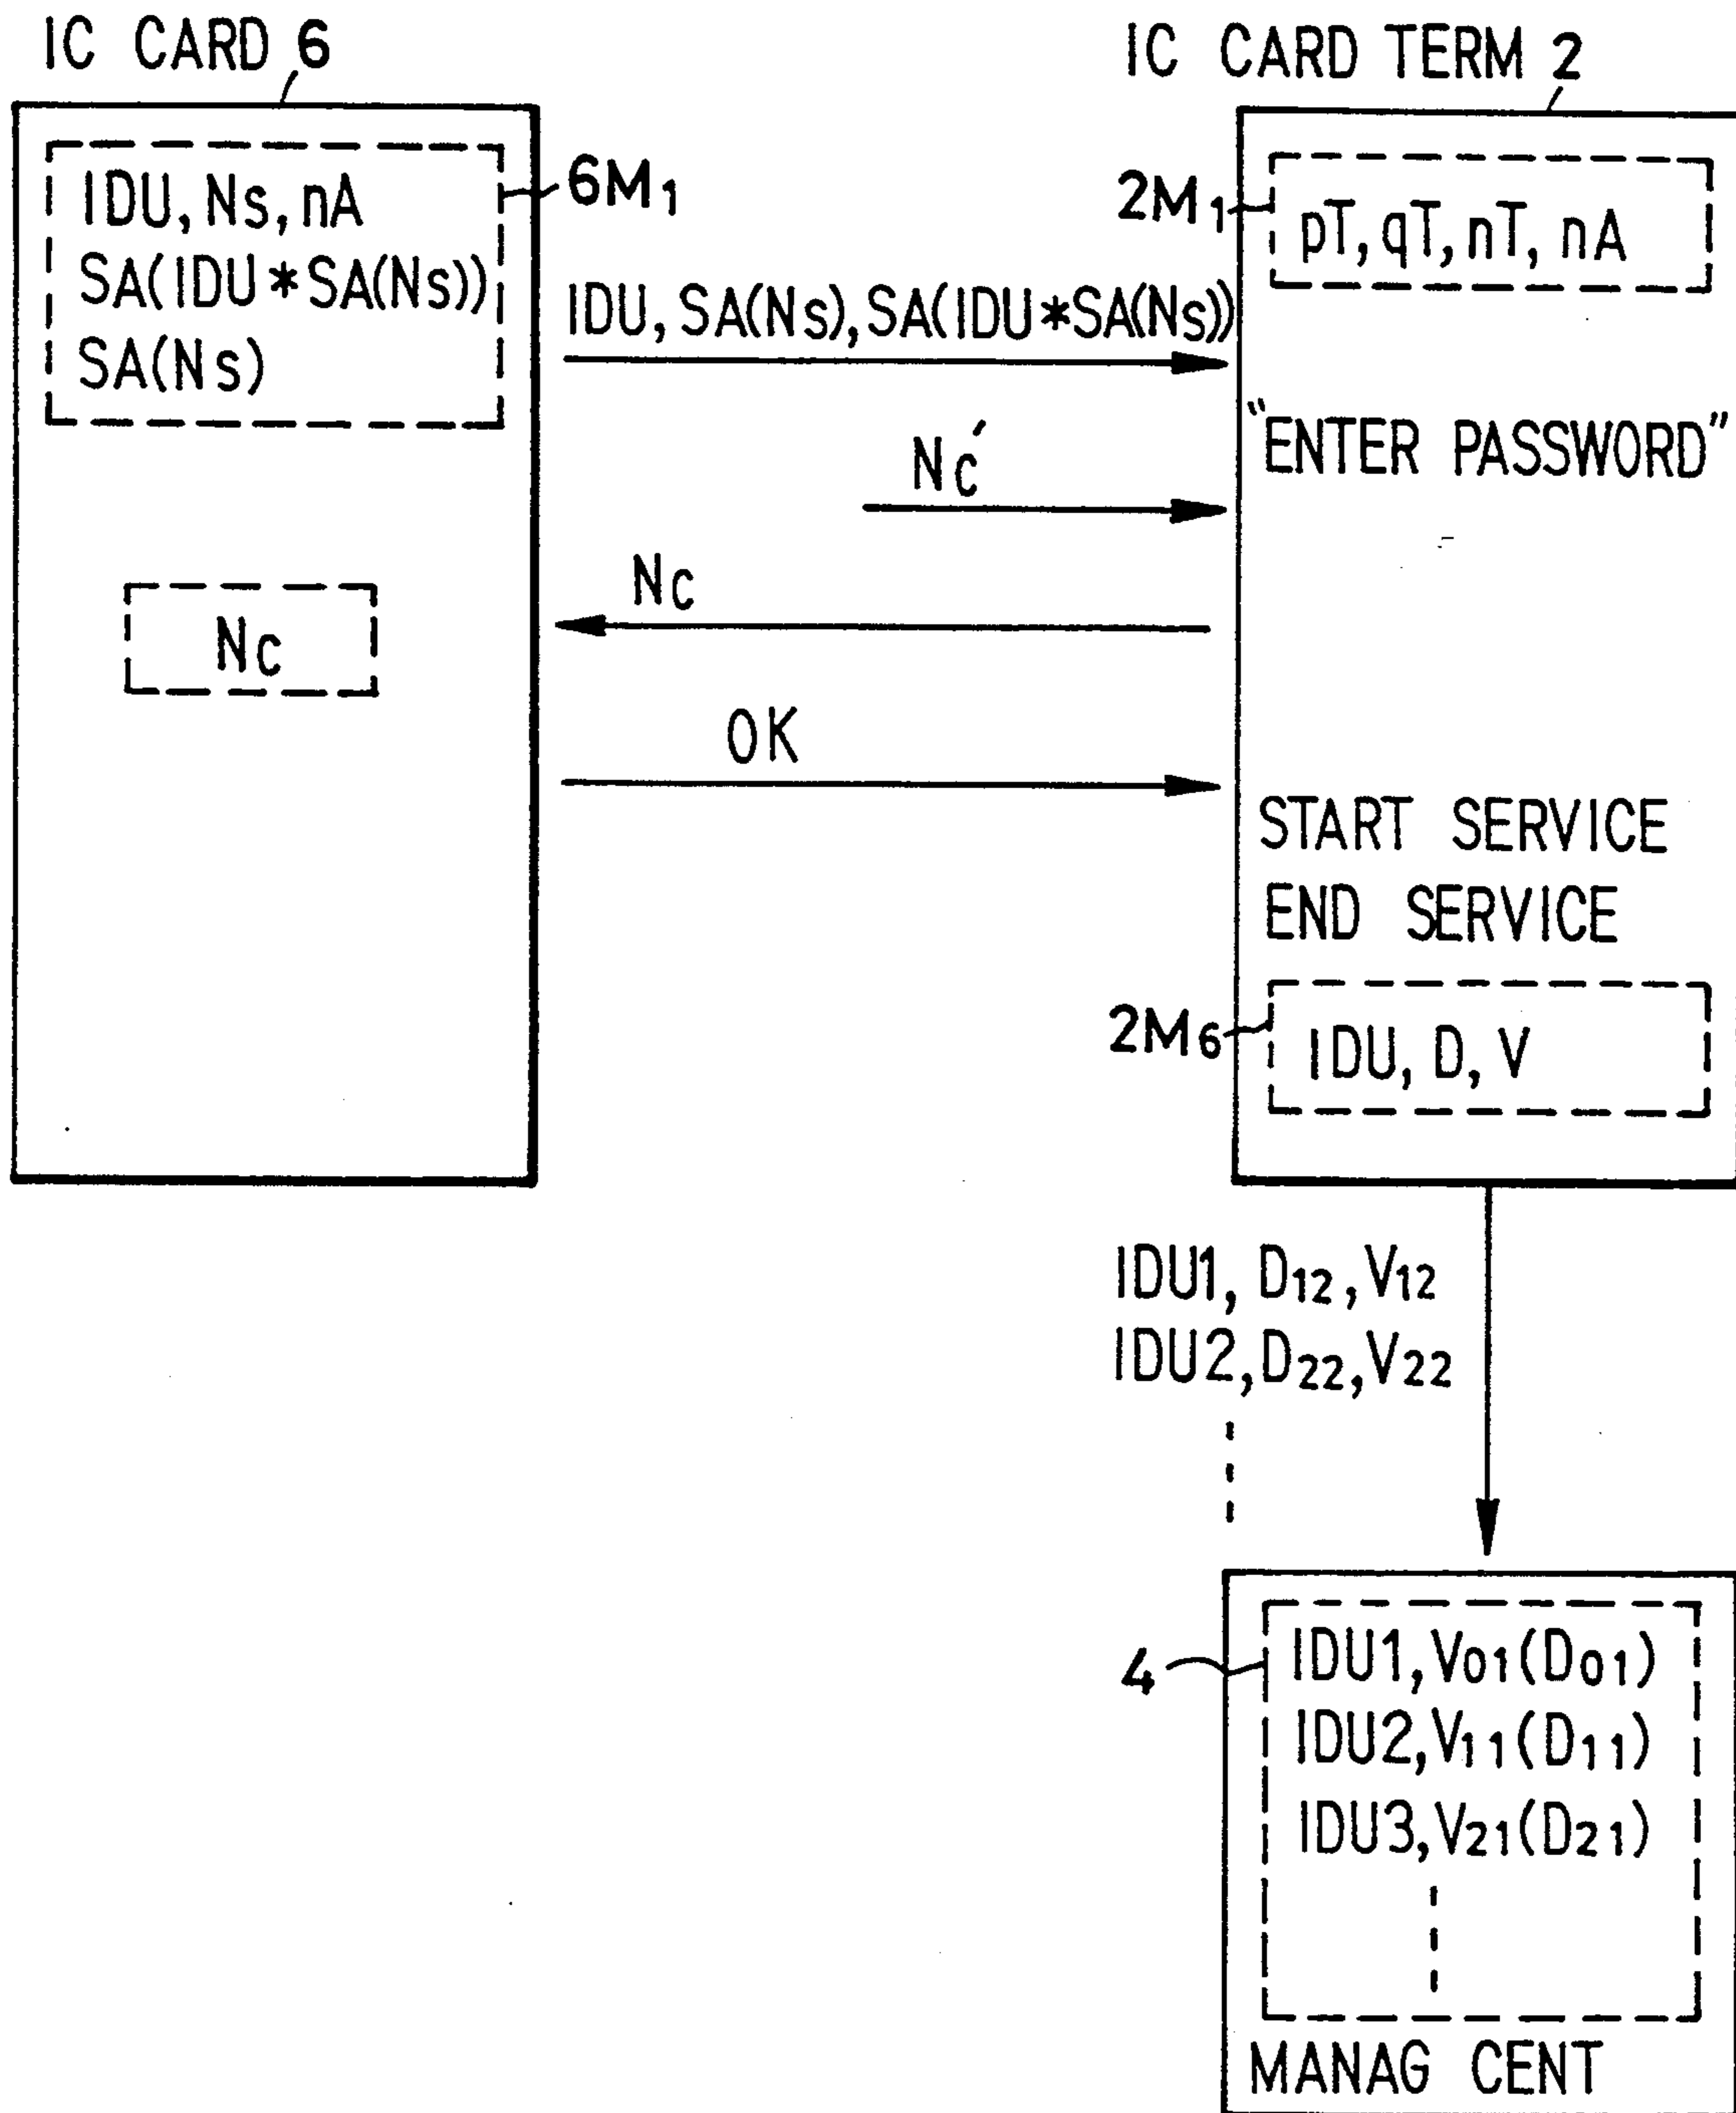 IC CARD 6
IDU, Ns, nA
SA(IDU*SA(Ns))
SA(Ns)
6M1
Nc
IDU, SA(Ns), SA(IDU*SA(Ns))
Nc´
Nc
OK
IC CARD TERM 2
2M1
pT, qT, nT, nA
"ENTER PASSWORD"
START SERVICE
END SERVICE
2M6
IDU, D, V
IDU1, D12, V12
IDU2, D22, V22
4
IDU1, V01(D01)
IDU2, V11(D11)
IDU3, V21(D21)
MANAG CENT